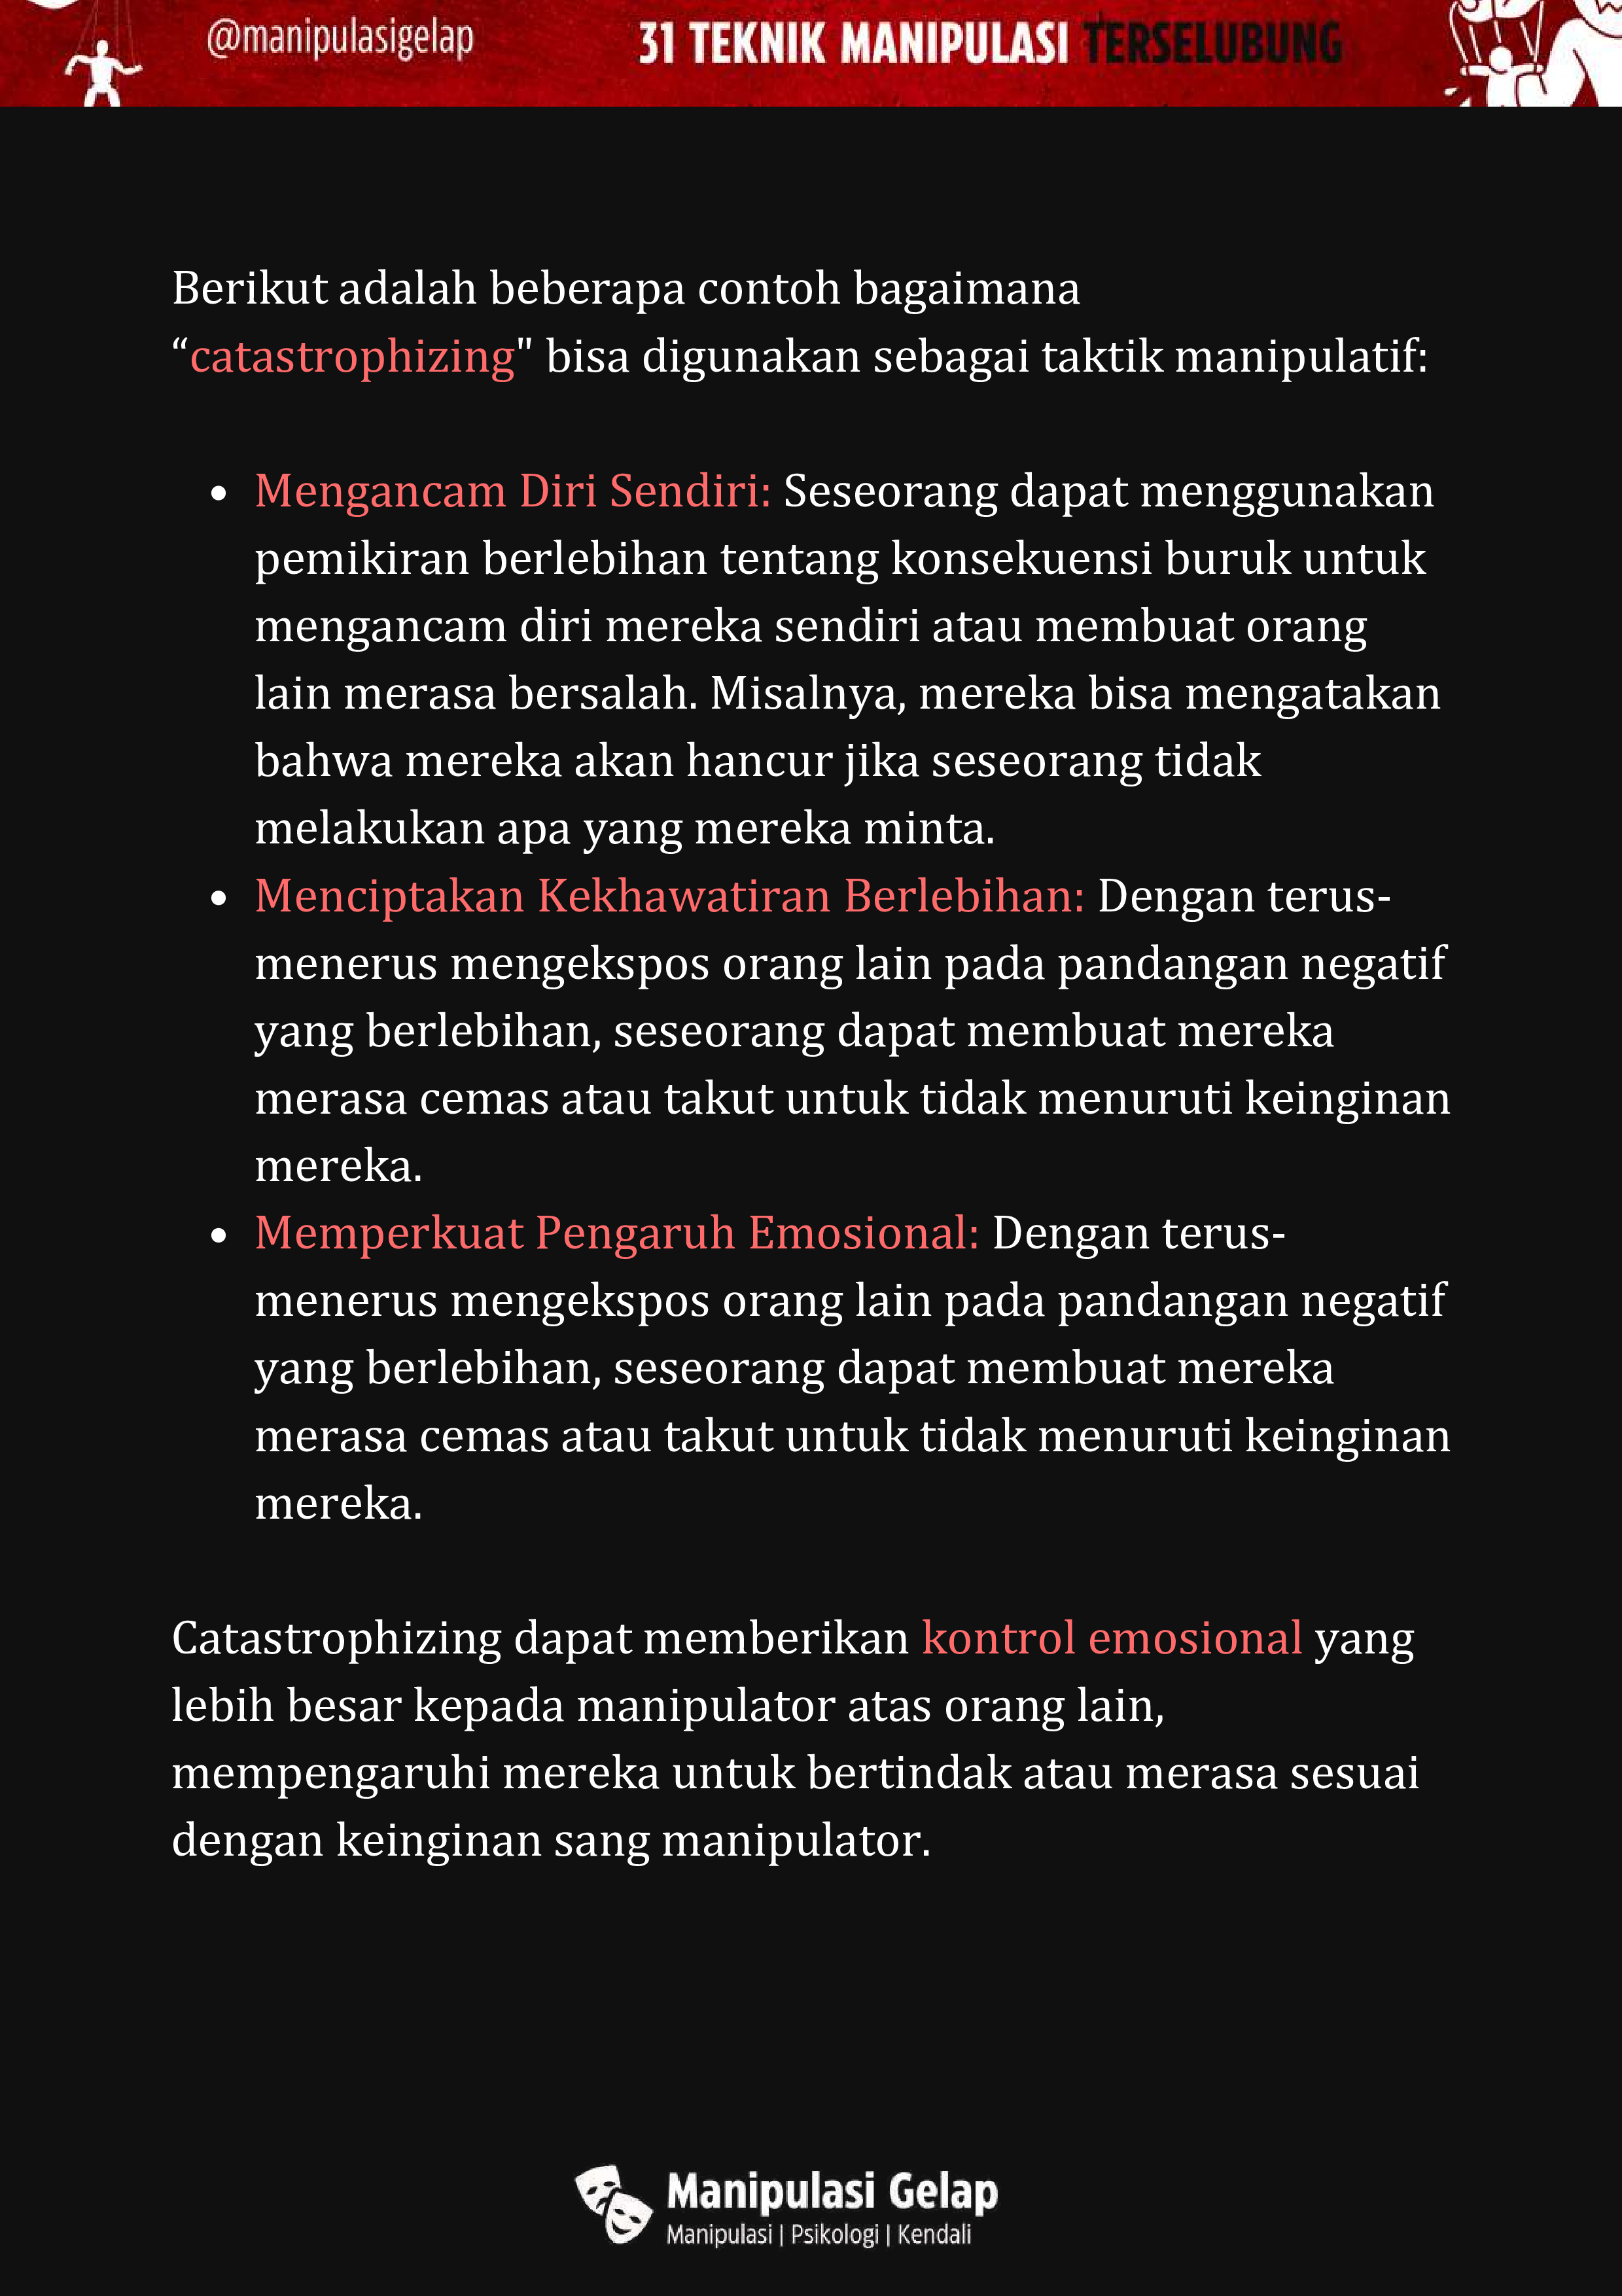 @manipulasigelap
31 TEKNIK MANIPULASI TERSELUBUNG
Berikut adalah beberapa contoh bagaimana
“catastrophizing" bisa digunakan sebagai taktik manipulatif:
• Mengancam Diri Sendiri: Seseorang dapat menggunakan
pemikiran berlebihan tentang konsekuensi buruk untuk
mengancam diri mereka sendiri atau membuat orang
lain merasa bersalah. Misalnya, mereka bisa mengatakan
bahwa mereka akan hancur jika seseorang tidak
melakukan apa yang mereka minta.
• Menciptakan Kekhawatiran Berlebihan: Dengan terus-
menerus mengekspos orang lain pada pandangan negatif
yang berlebihan, seseorang dapat membuat mereka
merasa cemas atau takut untuk tidak menuruti keinginan
mereka.
• Memperkuat Pengaruh Emosional: Dengan terus-
menerus mengekspos orang lain pada pandangan negatif
yang berlebihan, seseorang dapat membuat mereka
merasa cemas atau takut untuk tidak menuruti keinginan
mereka.
Catastrophizing dapat memberikan kontrol emosional yang
lebih besar kepada manipulator atas orang lain,
mempengaruhi mereka untuk bertindak atau merasa sesuai
dengan keinginan sang manipulator.
Manipulasi Gelap
Manipulasi | Psikologi | Kendali